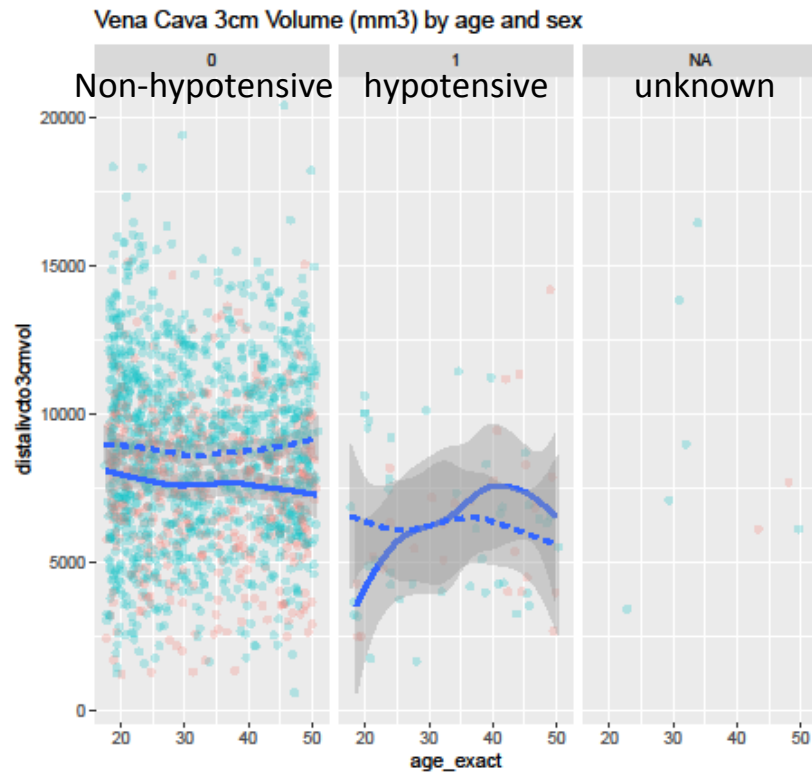 Vena Cava 3cm Volume (mm3) by age and sex
0 1 NA
Non-hypotensive hypotensive unknown
20000
15000
10000
5000
0
distalivcto3cmvol
20 30 40 50 20 30 40 50 20 30 40 50
age_exact